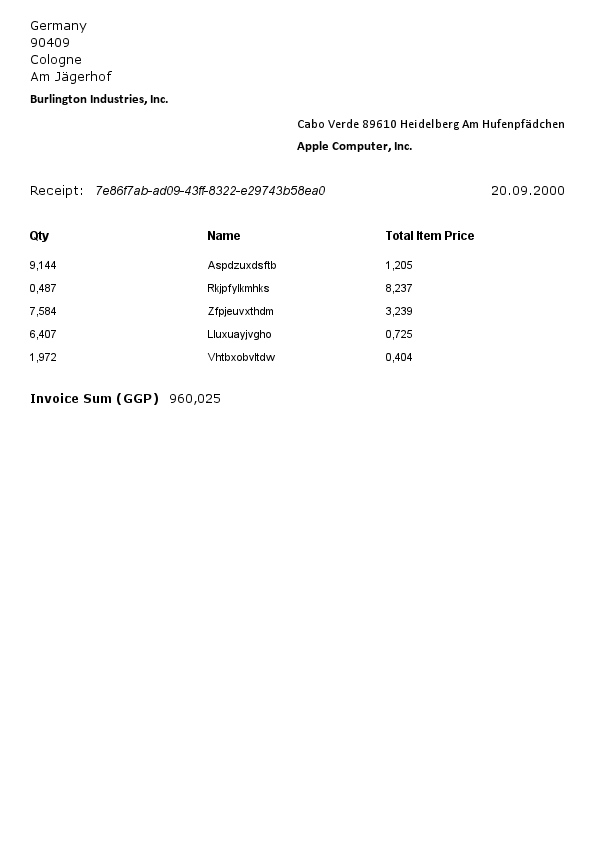 Germany
90409
Cologne
Am Jägerhof
Burlington Industries, Inc.
Cabo Verde 89610 Heidelberg Am Hufenpfädchen
Apple Computer, Inc.
Receipt: 7e86f7ab-ad09-43ff-8322-e29743b58ea0 20.09.2000
Qty Name Total Item Price
9,144 Aspdzuxdsftb 1,205
0,487 Rkjpfylkmhks 8,237
7,584 Zfpjeuvxthdm 3,239
6,407 Lluxuayjvgho 0,725
1,972 Vhtbxobvltdw 0,404
Invoice Sum (GGP) 960,025